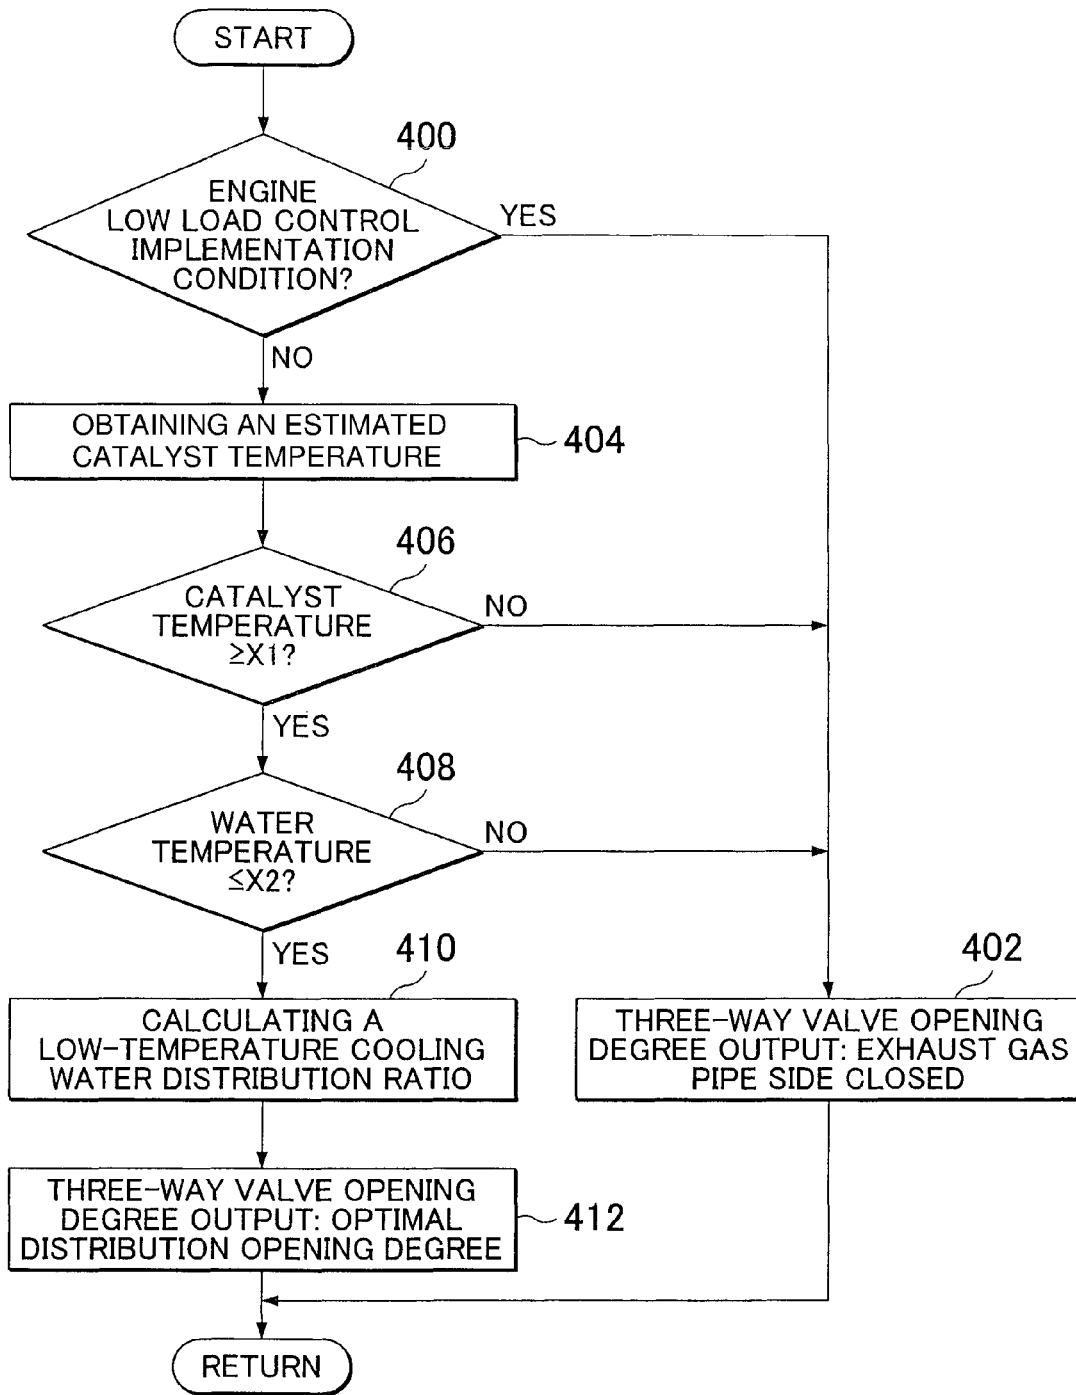 START
400
ENGINE
LOW LOAD CONTROL
IMPLEMENTATION
CONDITION?
YES
NO
OBTAINING AN ESTIMATED
CATALYST TEMPERATURE
404
406
CATALYST
TEMPERATURE
≥X1?
NO
YES
408
WATER
TEMPERATURE
≤X2?
NO
YES
410
CALCULATING A
LOW-TEMPERATURE COOLING
WATER DISTRIBUTION RATIO
402
THREE-WAY VALVE OPENING
DEGREE OUTPUT: EXHAUST GAS
PIPE SIDE CLOSED
THREE-WAY VALVE OPENING
DEGREE OUTPUT: OPTIMAL
DISTRIBUTION OPENING DEGREE
412
RETURN